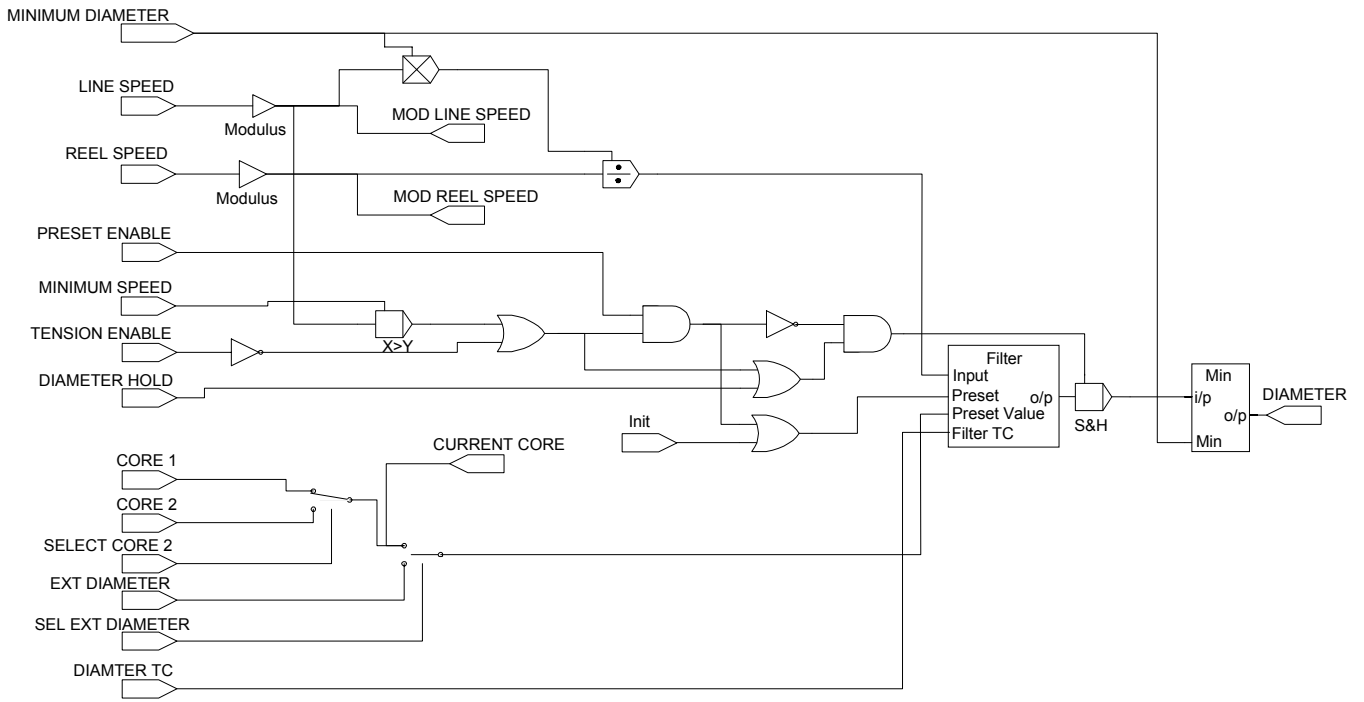 MINIMUM DIAMETER
LINE SPEED
Modulus
MOD LINE SPEED
REEL SPEED
Modulus
MOD REEL SPEED
PRESET ENABLE
MINIMUM SPEED
TENSION ENABLE
X>Y
DIAMETER HOLD
Init
Filter
Input
Preset
o/p
Preset Value
Filter TC
S&H
Min
i/p
o/p
Min
DIAMETER
CURRENT CORE
CORE 1
CORE 2
SELECT CORE 2
EXT DIAMETER
SEL EXT DIAMETER
DIAMTER TC